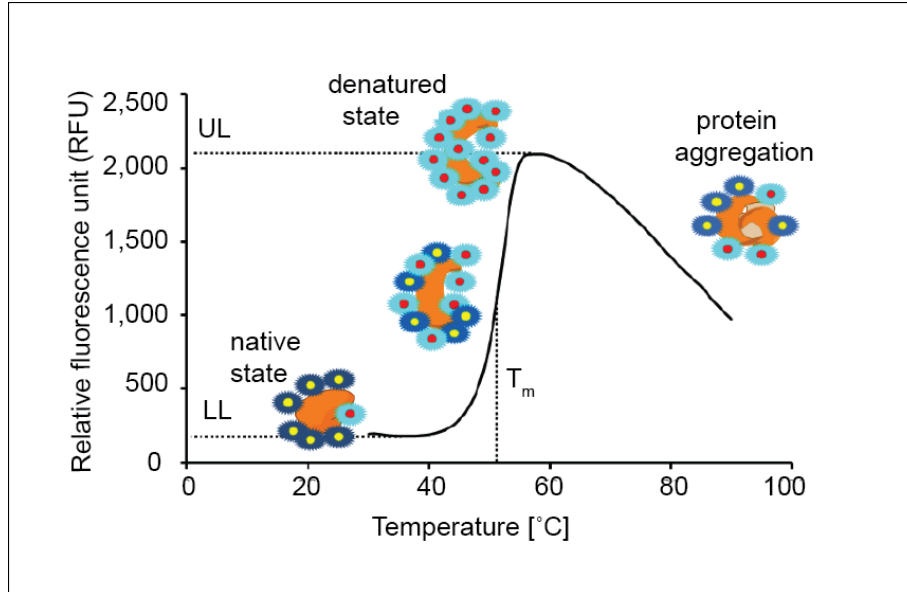 denatured
state
2,500
UL
2,000
protein
aggregation
1,500
1,000
native
state
500
LL
T_m
0
0
20
40
60
80
100
Relative fluorescence unit (RFU)
Temperature [˚C]